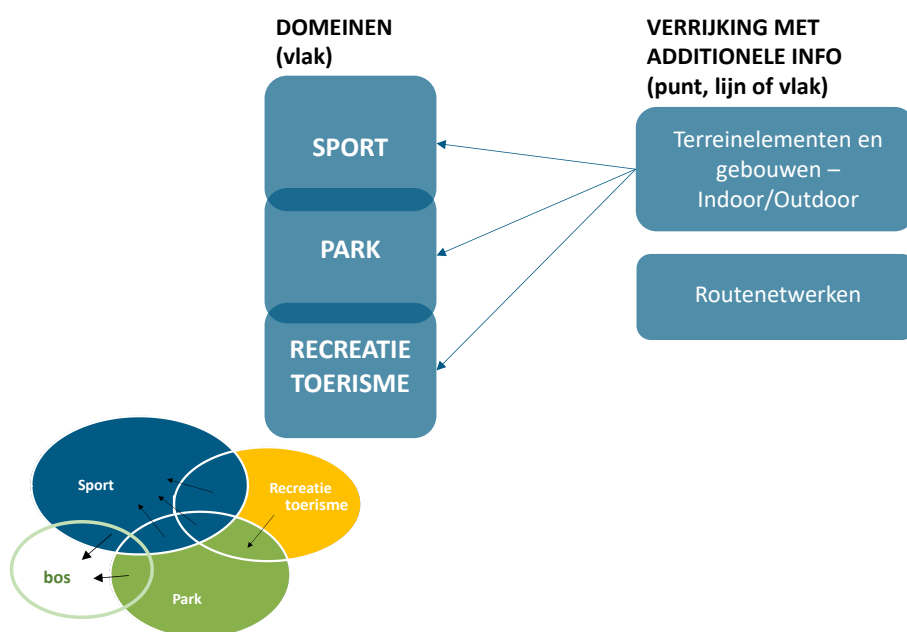 DOMEINEN
(vlak)
SPORT
PARK
RECREATIE
TOERISME
VERRIJKING MET
ADDITIONELE INFO
(punt, lijn of vlak)
Terreinelementen en
gebouwen –
Indoor/Outdoor
Routenetwerken
Sport
Recreatie
toerisme
bos
Park